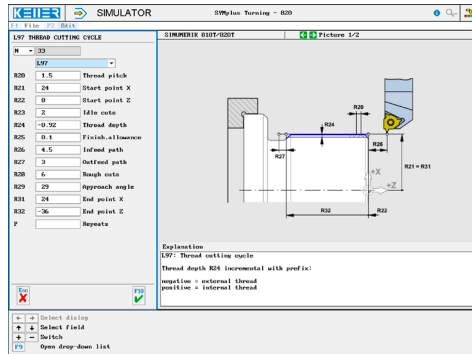 KELLER SIMULATOR SYMplus Turning - 820
F1 File F2 Edit
L97 THREAD CUTTING CYCLE
N 33
L97
R20 1.5 Thread pitch
R21 24 Start point X
R22 0 Start point Z
R23 2 Idle cuts
R24 -0.92 Thread depth
R25 0.1 Finish.allowance
R26 4.5 Infeed path
R27 3 Outfeed path
R28 6 Rough cuts
R29 29 Approach angle
R31 24 End point X
R32 -36 End point Z
P Repeats
Esc F10
SINUMERIK 810T/820T Picture 1/2
R20
R24
R27
R26
R21 = R31
+X
+Z
R32
R22
Explanation
L97: Thread cutting cycle
Thread depth R24 incremental with prefix:
negative = external thread
positive = internal thread
← → Select dialog
↑ ↓ Select field
+ - Switch
F9 Open drop-down list